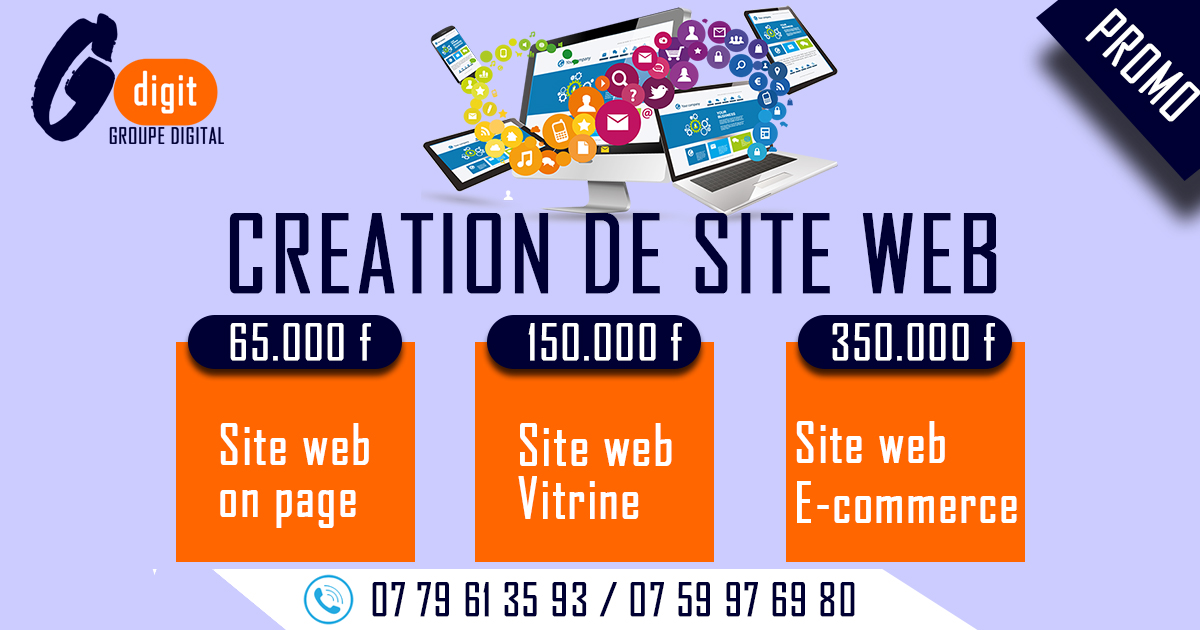 G
digit
GROUPE DIGITAL
PROMO
CREATION DE SITE WEB
65.000 f
150.000 f
350.000 f
Site web
on page
Site web
Vitrine
Site web
E-commerce
07 79 61 35 93 / 07 59 97 69 80